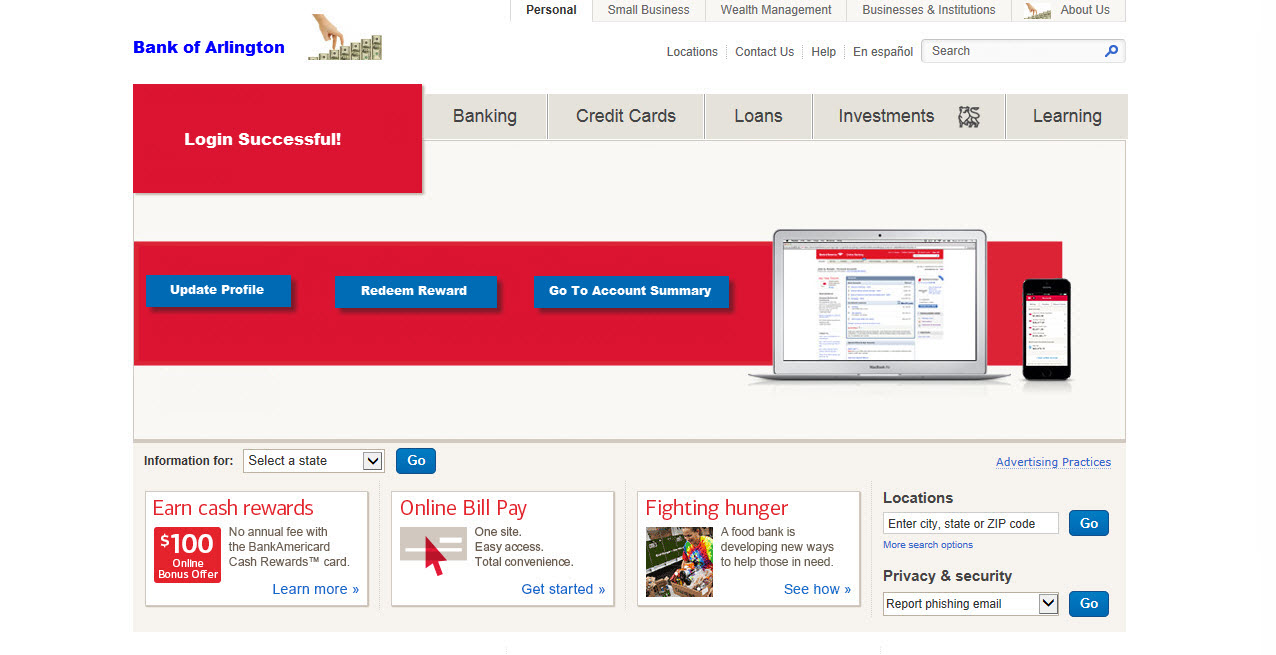 Personal
Small Business
Wealth Management
Businesses & Institutions
About Us
Bank of Arlington
Locations
Contact Us
Help
En español
Search
Login Successful!
Banking
Credit Cards
Loans
Investments
Learning
Update Profile
Redeem Reward
Go To Account Summary
MacBook Air
Information for:
Select a state
Go
Advertising Practices
Earn cash rewards
$100
Online
Bonus Offer
No annual fee with
the BankAmericard
Cash Rewards™ card.
Learn more »
Online Bill Pay
One site.
Easy access.
Total convenience.
Get started »
Fighting hunger
A food bank is
developing new ways
to help those in need.
See how »
Locations
Enter city, state or ZIP code
Go
More search options
Privacy & security
Report phishing email
Go